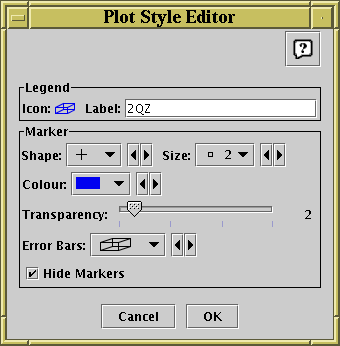 Plot Style Editor
?
Legend
Icon: Label: 2QZ
Marker
Shape: Size: 2
Colour:
Transparency: 2
Error Bars:
Hide Markers
Cancel OK